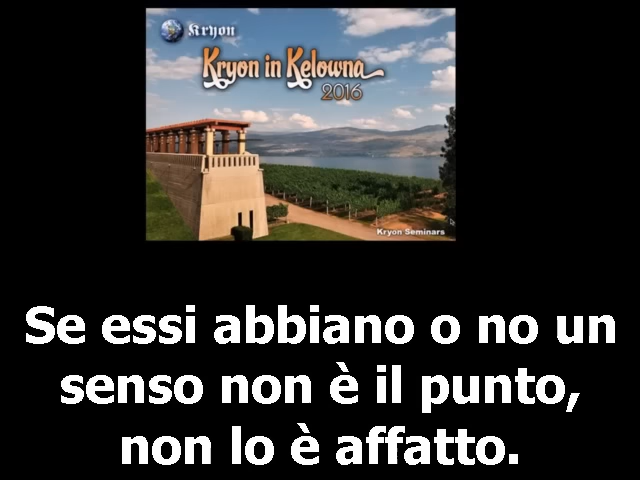 Kryon
Kryon in Kelowna
2016
Kryon Seminars
Se essi abbiano o no un
senso non è il punto,
non lo è affatto.